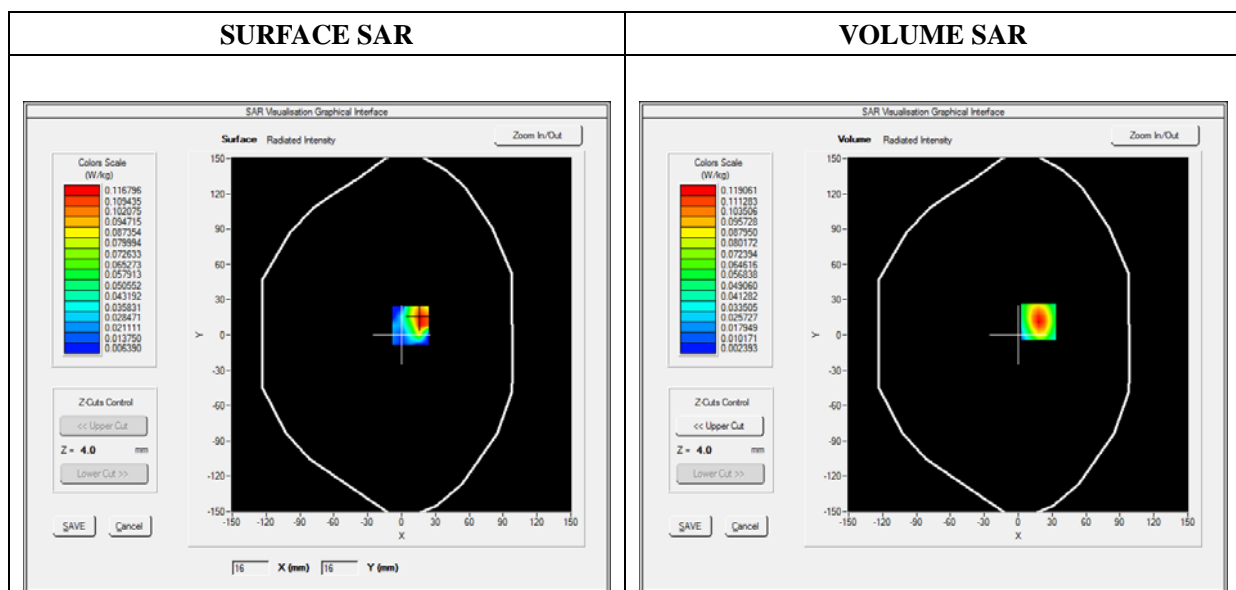 SURFACE SAR
SAR Visualisation Graphical Interface
Surface Radiated Intensity
Zoom In/Out
Colors Scale
(W/kg)
0.116796
0.109435
0.102075
0.094715
0.087354
0.079994
0.072633
0.065273
0.057913
0.050552
0.043192
0.035831
0.028471
0.021111
0.013750
0.006390
Z-Cuts Control
<< Upper Cut
Z = 4.0 mm
Lower Cut >>
SAVE Cancel
150
120
90
60
30
0
-30
-60
-90
-120
-150
Y
-150 -120 -90 -60 -30 0 30 60 90 120 150
X
16 X (mm) 16 Y (mm)
VOLUME SAR
SAR Visualisation Graphical Interface
Volume Radiated Intensity
Zoom In/Out
Colors Scale
(W/kg)
0.119061
0.111283
0.103506
0.095728
0.087950
0.080172
0.072394
0.064616
0.056838
0.049060
0.041282
0.033505
0.025727
0.017949
0.010171
0.002393
Z-Cuts Control
<< Upper Cut
Z = 4.0 mm
Lower Cut >>
SAVE Cancel
150
120
90
60
30
0
-30
-60
-90
-120
-150
Y
-150 -120 -90 -60 -30 0 30 60 90 120 150
X